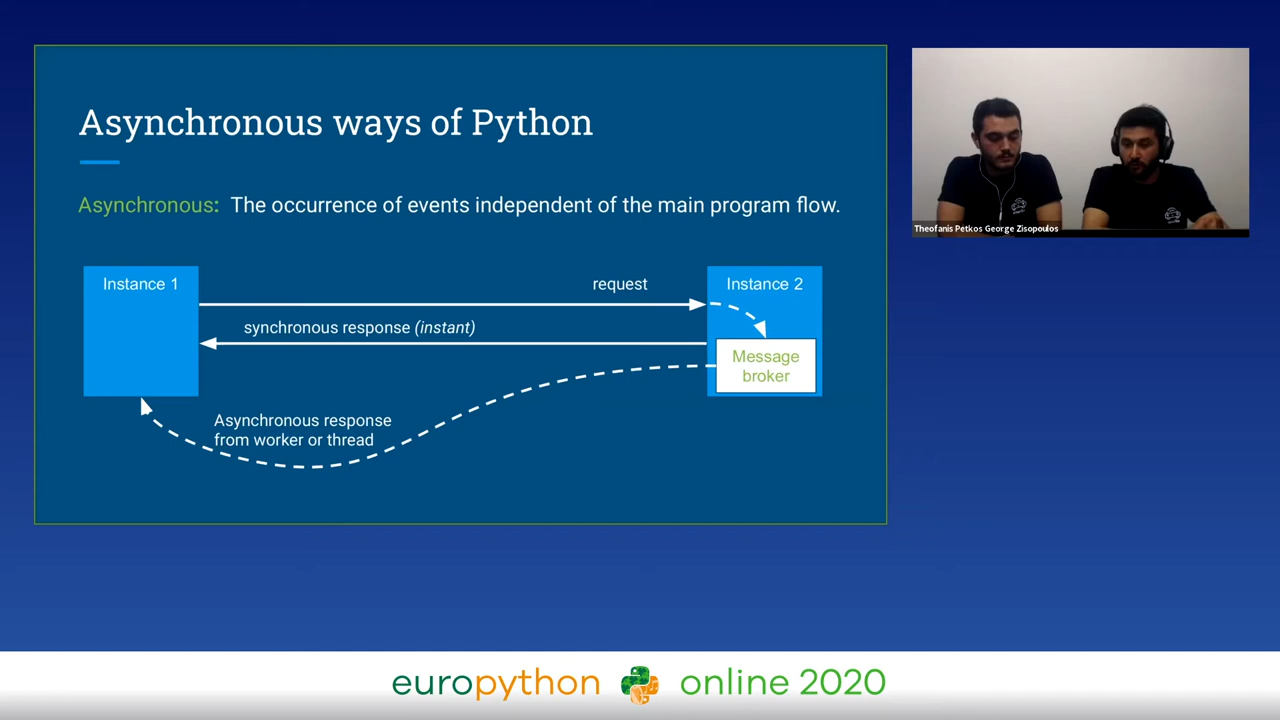 Asynchronous ways of Python
Asynchronous: The occurrence of events independent of the main program flow.
Instance 1
request
Instance 2
synchronous response (instant)
Message
broker
Asynchronous response
from worker or thread
Theofanis Petkos George Zisopoulos
europython online 2020